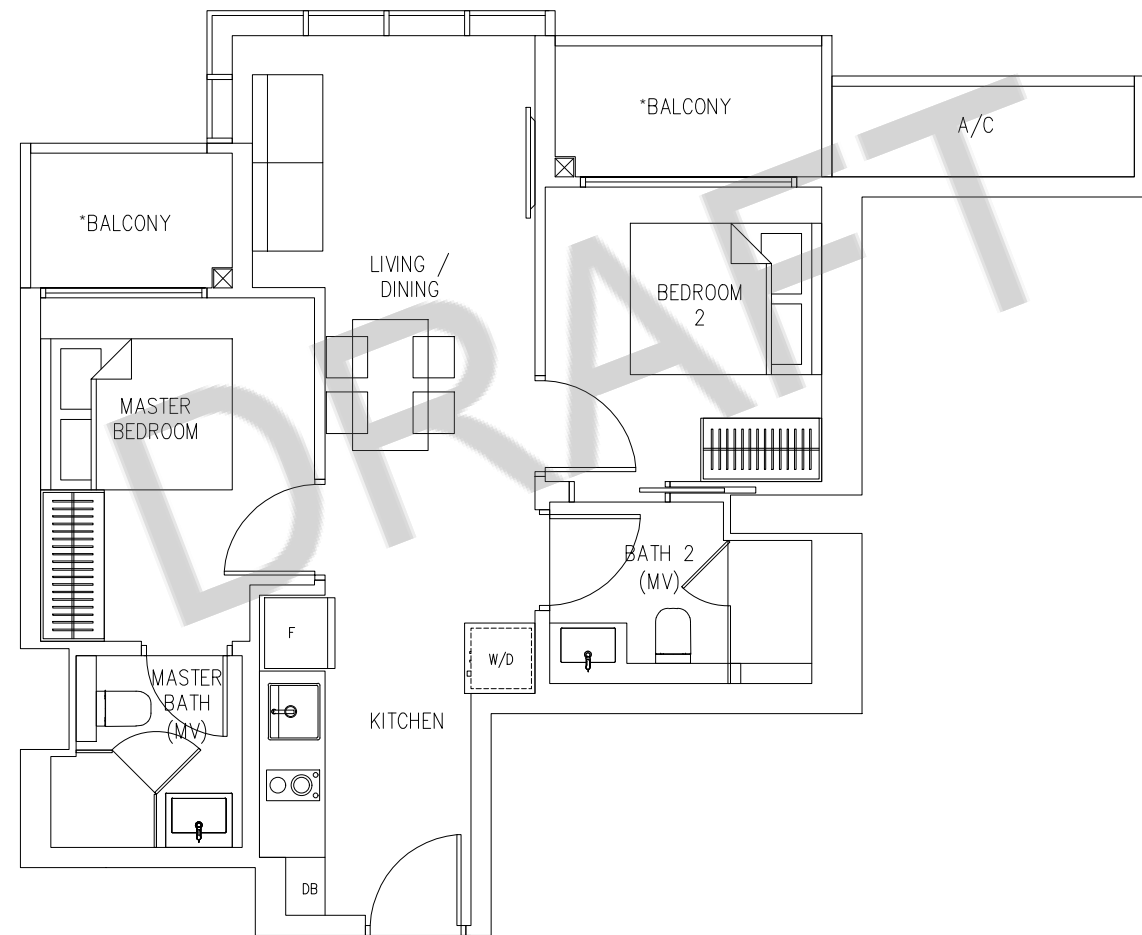 *BALCONY
A/C
*BALCONY
LIVING /
DINING
BEDROOM
2
MASTER
BEDROOM
BATH 2
(MV)
F
W/D
MASTER
BATH
(MV)
KITCHEN
DB
DRAFT